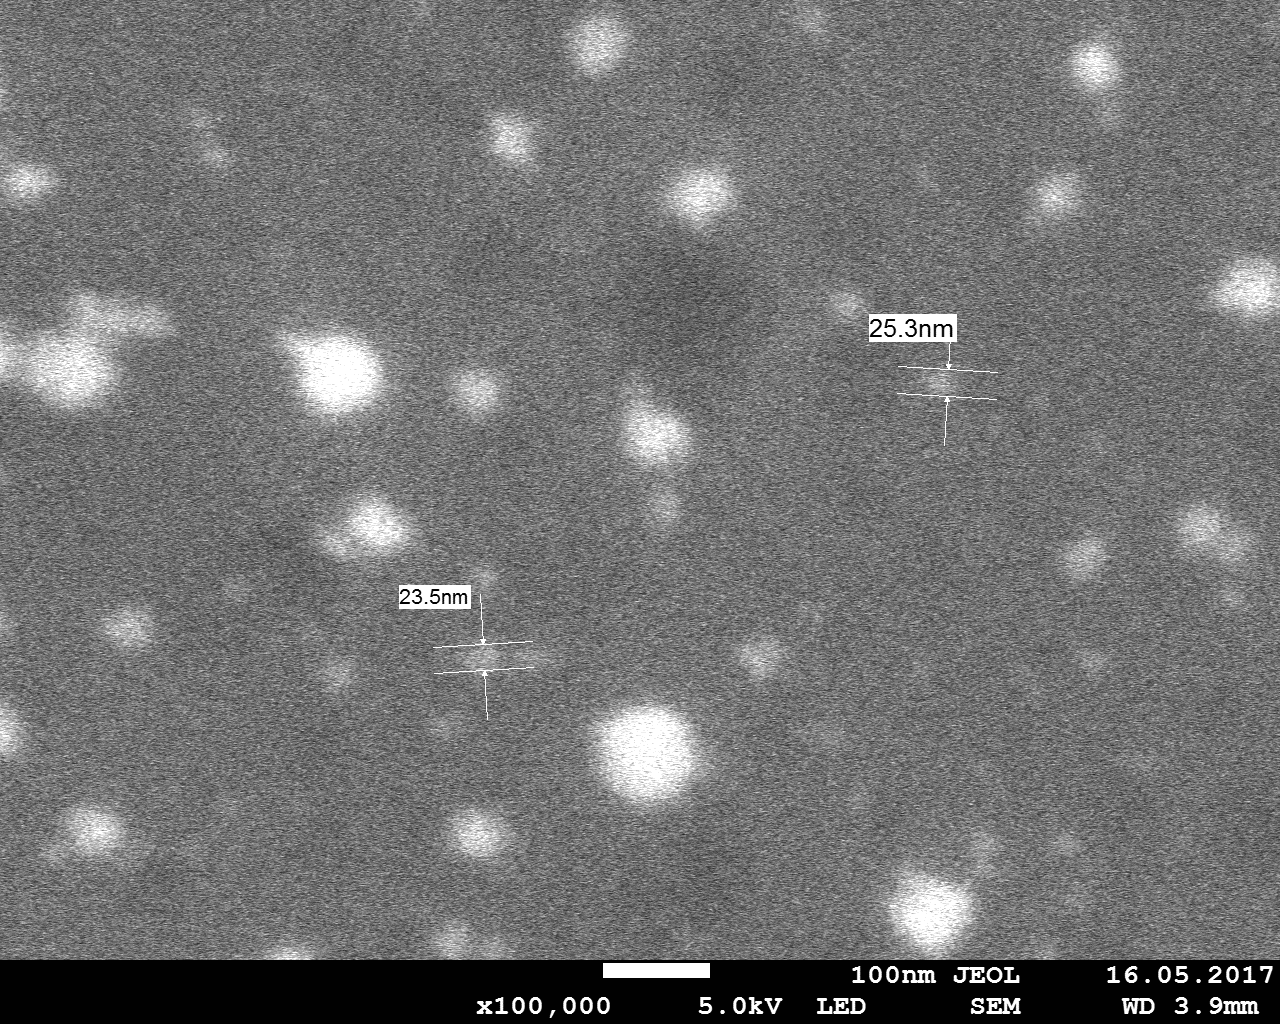 25.3nm
23.5nm
100nm JEOL 16.05.2017
x100,000 5.0kV LED SEM WD 3.9mm